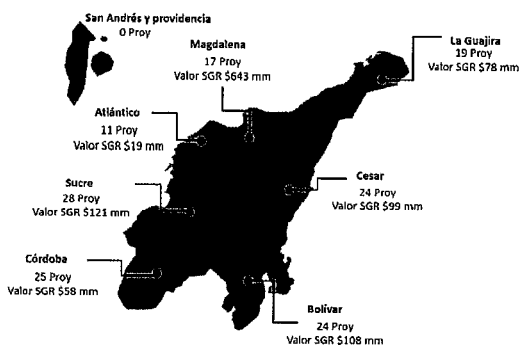 San Andrés y providencia
0 Proy
Magdalena
17 Proy
Valor SGR $643 mm
La Guajira
19 Proy
Valor SGR $78 mm
Atlántico
11 Proy
Valor SGR $19 mm
Cesar
24 Proy
Valor SGR $99 mm
Sucre
28 Proy
Valor SGR $121 mm
Córdoba
25 Proy
Valor SGR $58 mm
Bolívar
24 Proy
Valor SGR $108 mm